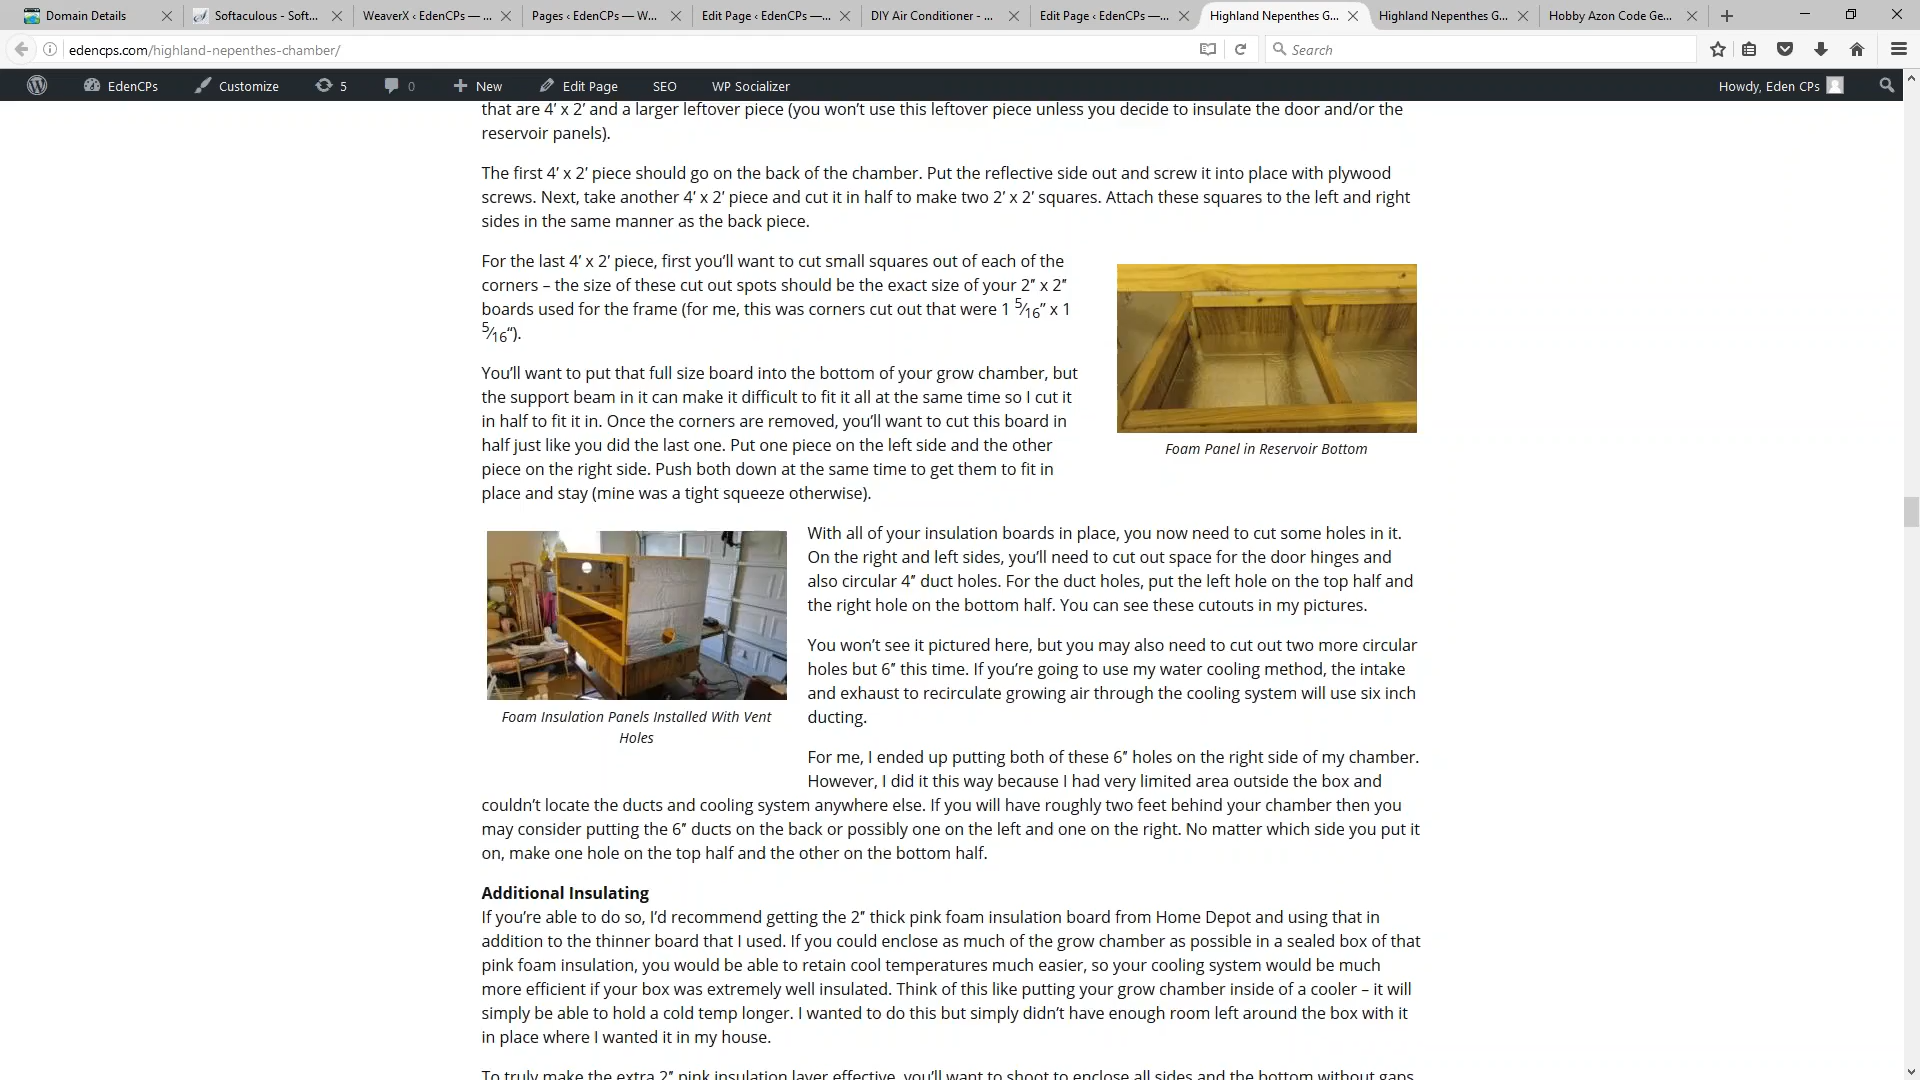 Domain Details
Softaculous - Soft...
WeaverX ‹ EdenCPs — ...
Pages ‹ EdenCPs — W...
Edit Page ‹ EdenCPs —...
DIY Air Conditioner - ...
Edit Page ‹ EdenCPs —...
Highland Nepenthes G...
Highland Nepenthes G...
Hobby Azon Code Ge...
edencps.com/highland-nepenthes-chamber/
Search
EdenCPs Customize 5 0 New Edit Page SEO WP Socializer Howdy, Eden CPs
that are 4′ x 2′ and a larger leftover piece (you won’t use this leftover piece unless you decide to insulate the door and/or the
reservoir panels).
The first 4′ x 2′ piece should go on the back of the chamber. Put the reflective side out and screw it into place with plywood
screws. Next, take another 4′ x 2′ piece and cut it in half to make two 2′ x 2′ squares. Attach these squares to the left and right
sides in the same manner as the back piece.
For the last 4′ x 2′ piece, first you’ll want to cut small squares out of each of the
corners – the size of these cut out spots should be the exact size of your 2″ x 2″
boards used for the frame (for me, this was corners cut out that were 1 5⁄16” x 1
5⁄16“).
You’ll want to put that full size board into the bottom of your grow chamber, but
the support beam in it can make it difficult to fit it all at the same time so I cut it
in half to fit it in. Once the corners are removed, you’ll want to cut this board in
half just like you did the last one. Put one piece on the left side and the other
piece on the right side. Push both down at the same time to get them to fit in
place and stay (mine was a tight squeeze otherwise).
Foam Panel in Reservoir Bottom
Foam Insulation Panels Installed With Vent
Holes
With all of your insulation boards in place, you now need to cut some holes in it.
On the right and left sides, you’ll need to cut out space for the door hinges and
also circular 4″ duct holes. For the duct holes, put the left hole on the top half and
the right hole on the bottom half. You can see these cutouts in my pictures.
You won’t see it pictured here, but you may also need to cut out two more circular
holes but 6″ this time. If you’re going to use my water cooling method, the intake
and exhaust to recirculate growing air through the cooling system will use six inch
ducting.
For me, I ended up putting both of these 6″ holes on the right side of my chamber.
However, I did it this way because I had very limited area outside the box and
couldn’t locate the ducts and cooling system anywhere else. If you will have roughly two feet behind your chamber then you
may consider putting the 6″ ducts on the back or possibly one on the left and one on the right. No matter which side you put it
on, make one hole on the top half and the other on the bottom half.
Additional Insulating
If you’re able to do so, I’d recommend getting the 2″ thick pink foam insulation board from Home Depot and using that in
addition to the thinner board that I used. If you could enclose as much of the grow chamber as possible in a sealed box of that
pink foam insulation, you would be able to retain cool temperatures much easier, so your cooling system would be much
more efficient if your box was extremely well insulated. Think of this like putting your grow chamber inside of a cooler – it will
simply be able to hold a cold temp longer. I wanted to do this but simply didn’t have enough room left around the box with it
in place where I wanted it in my house.
To truly make the extra 2″ pink insulation layer effective, you’ll want to shoot to enclose all sides and the bottom without gaps